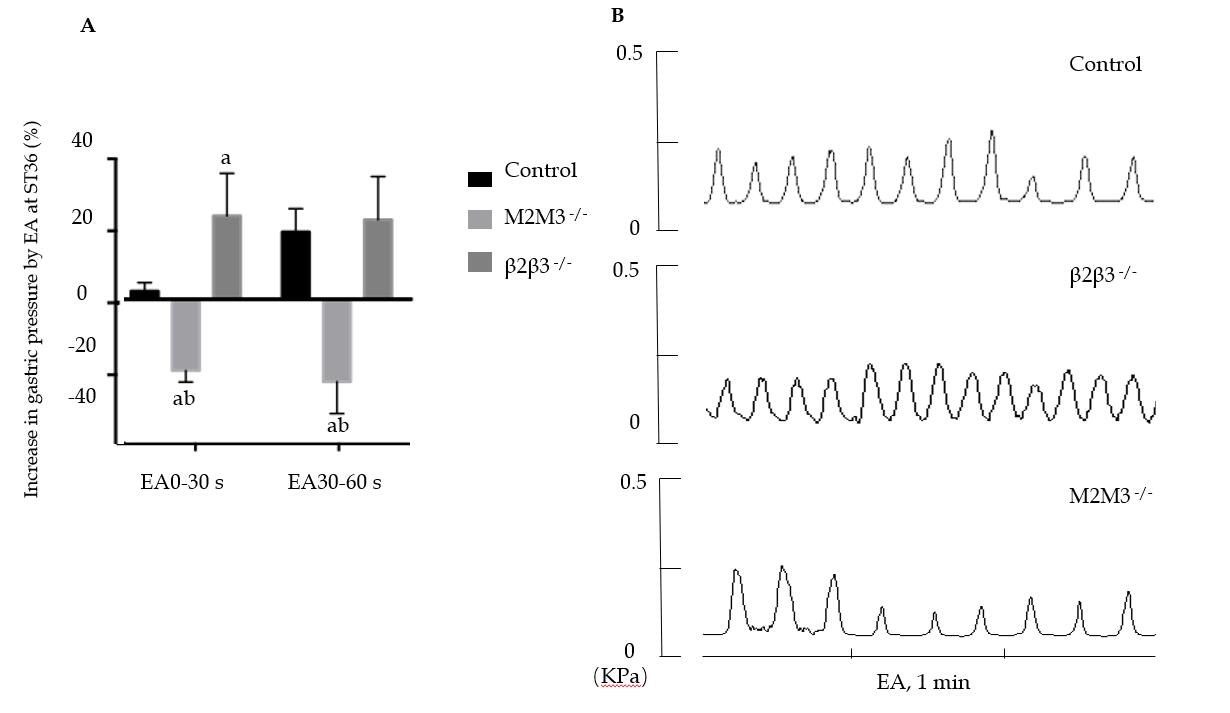 A
Increase in gastric pressure by EA at ST36 (%)
40
20
0
-20
-40
a
ab
ab
EA0-30 s
EA30-60 s
Control
M2M3 -/-
β2β3 -/-
B
0.5
0
Control
0.5
0
β2β3 -/-
0.5
0
M2M3 -/-
(KPa)
EA, 1 min